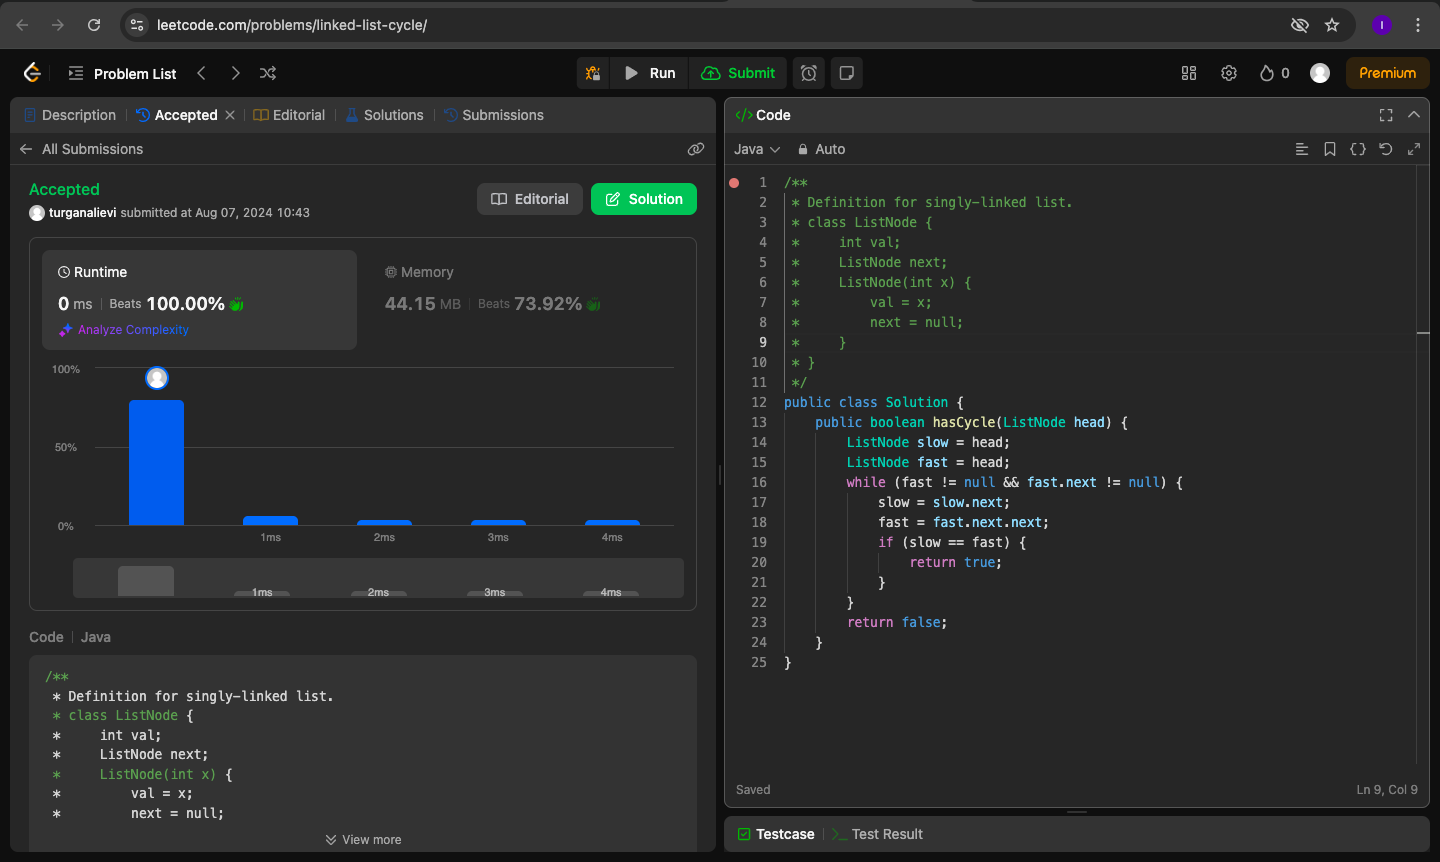 leetcode.com/problems/linked-list-cycle/
I
Problem List
Run
Submit
0
Premium
Description
Accepted
Editorial
Solutions
Submissions
All Submissions
Accepted
turganalievi submitted at Aug 07, 2024 10:43
Editorial
Solution
Runtime
0 ms
Beats 100.00%
Analyze Complexity
Memory
44.15 MB
Beats 73.92%
100%
50%
0%
1ms
2ms
3ms
4ms
1ms
2ms
3ms
4ms
Code
Java
/**
 * Definition for singly-linked list.
 * class ListNode {
 *     int val;
 *     ListNode next;
 *     ListNode(int x) {
 *         val = x;
 *         next = null;
View more
</> Code
Java
Auto
1 /**
2  * Definition for singly-linked list.
3  * class ListNode {
4  *     int val;
5  *     ListNode next;
6  *     ListNode(int x) {
7  *         val = x;
8  *         next = null;
9  *     }
10  * }
11  */
12 public class Solution {
13     public boolean hasCycle(ListNode head) {
14         ListNode slow = head;
15         ListNode fast = head;
16         while (fast != null && fast.next != null) {
17             slow = slow.next;
18             fast = fast.next.next;
19             if (slow == fast) {
20                 return true;
21             }
22         }
23         return false;
24     }
25 }
Saved
Ln 9, Col 9
Testcase
Test Result